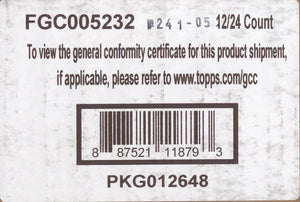 FGC005232 #241-05 12/24 Count
To view the general conformity certificate for this product shipment,
if applicable, please refer to www.topps.com/gcc
8 87521 11879 3
PKG012648